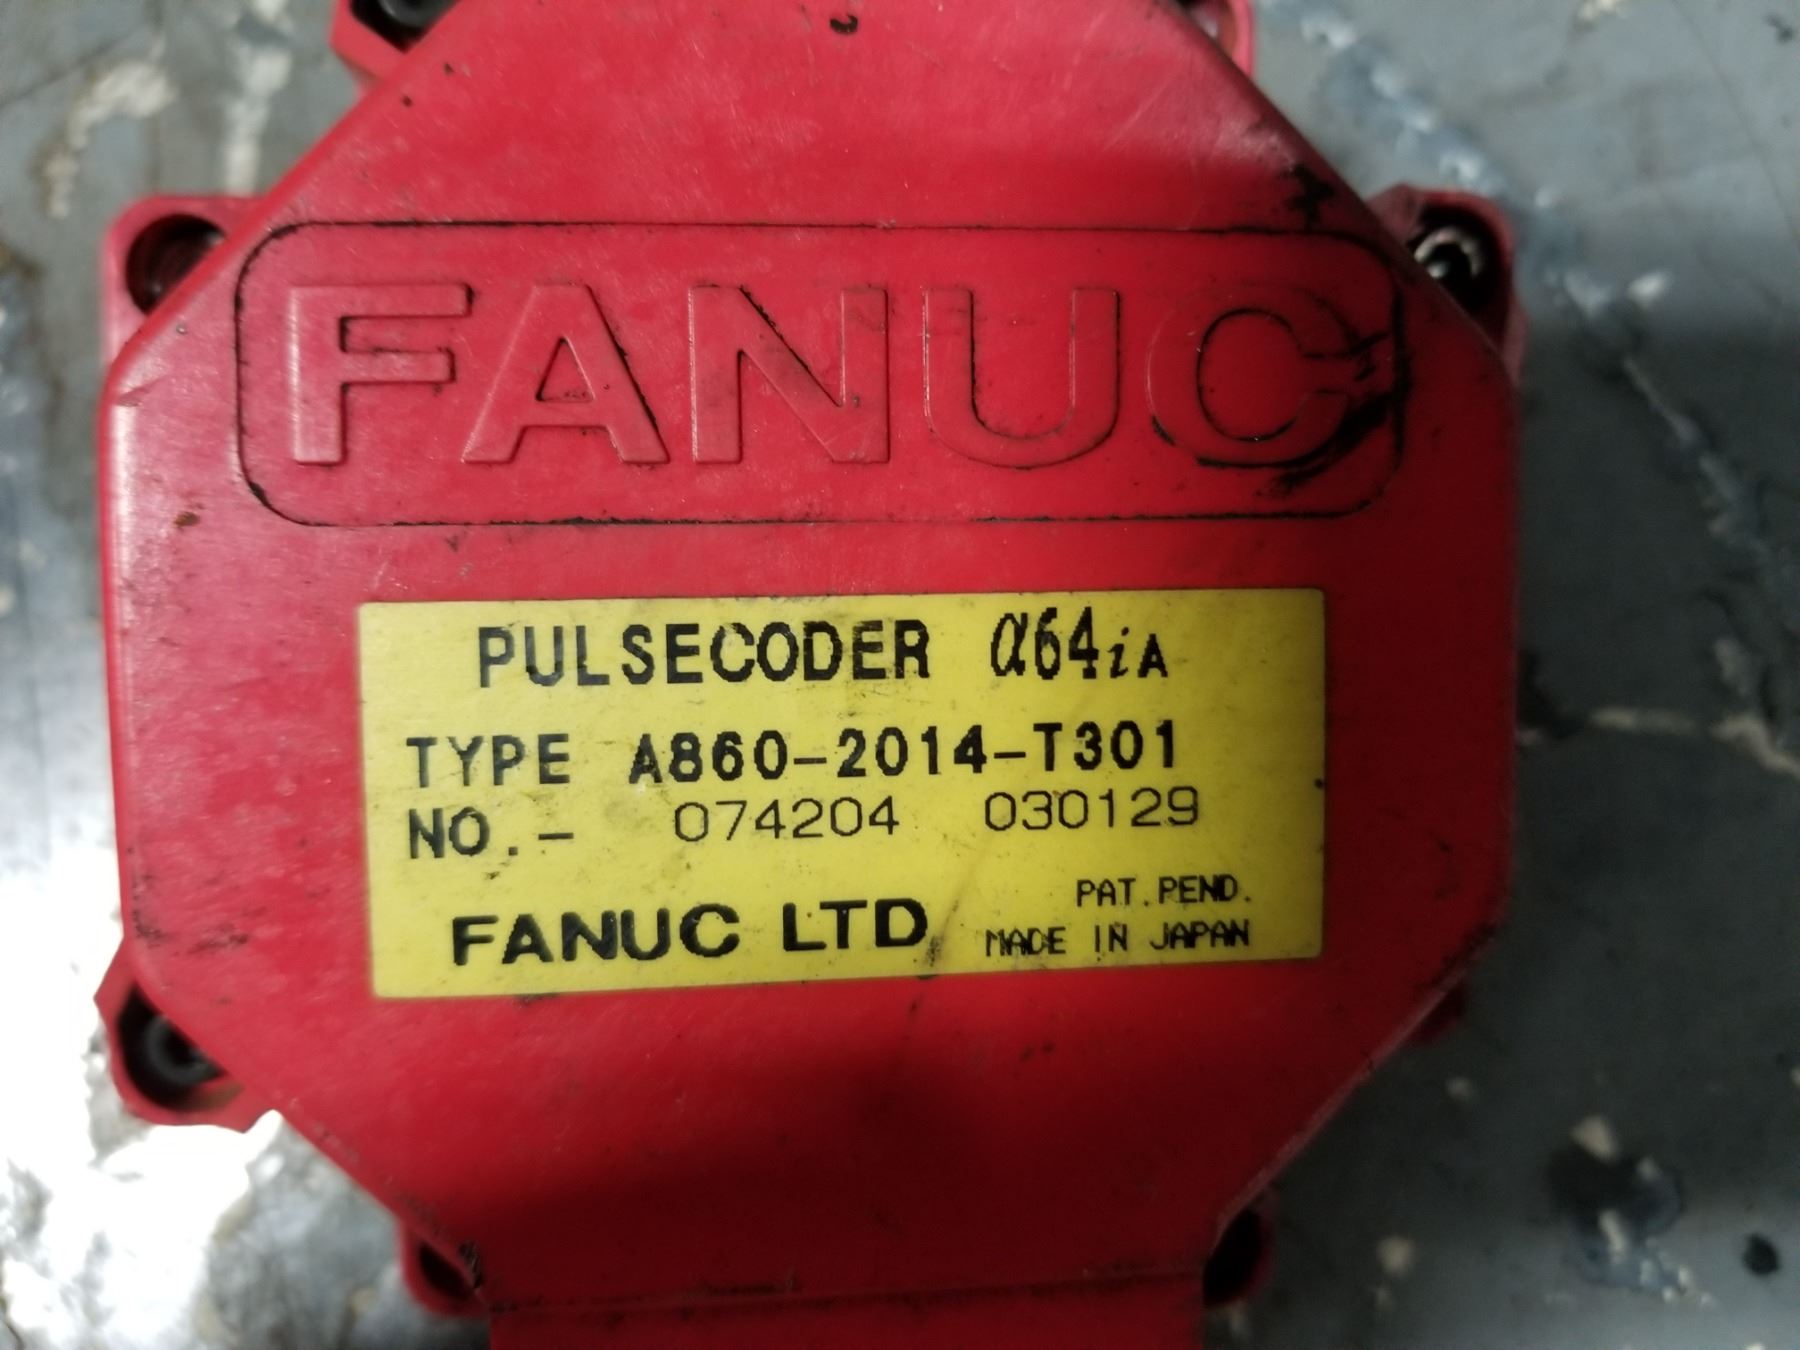 FANUC
PULSECODER α64iA
TYPE A860-2014-T301
NO.- 074204 030129
FANUC LTD PAT.PEND.
MADE IN JAPAN